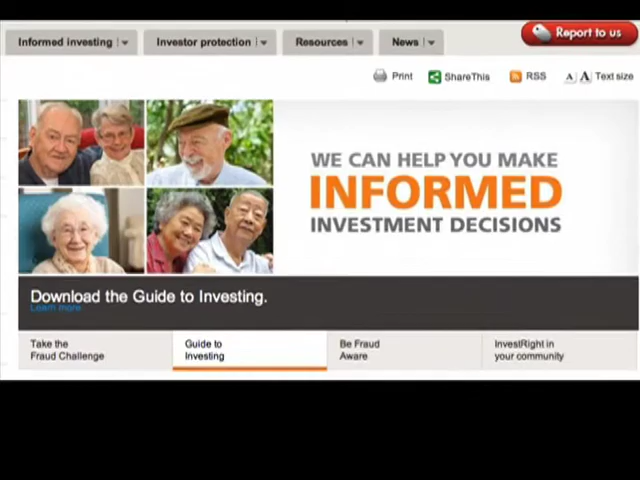 Informed investing
Investor protection
Resources
News
Report to us
Print
ShareThis
RSS
A A Text size
WE CAN HELP YOU MAKE
INFORMED
INVESTMENT DECISIONS
Download the Guide to Investing.
Learn more
Take the
Fraud Challenge
Guide to
Investing
Be Fraud
Aware
InvestRight in
your community